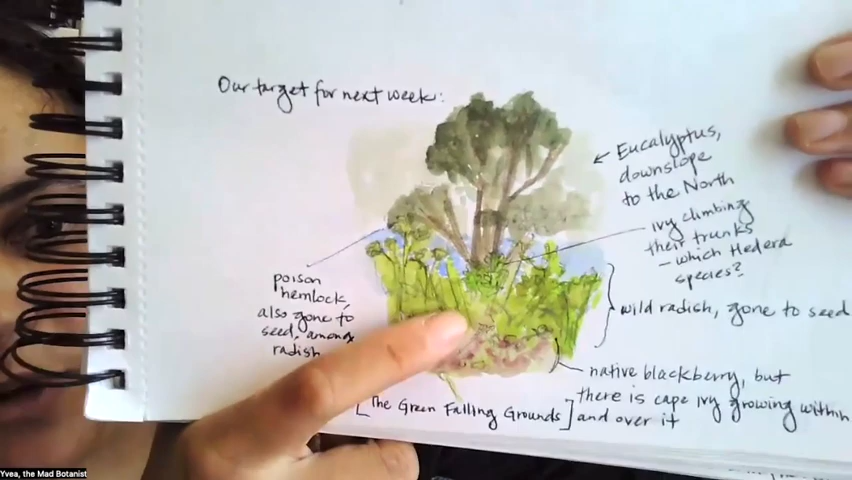 Our target for next week:
Eucalyptus,
downslope
to the North
ivy climbing
their trunks
- which Hedera
species?
poison
hemlock,
also gone to
seed, among
radish
wild radish, gone to seed
native blackberry, but
there is cape ivy growing within
and over it
[The Green Falling Grounds]
Yvea, the Mad Botanist